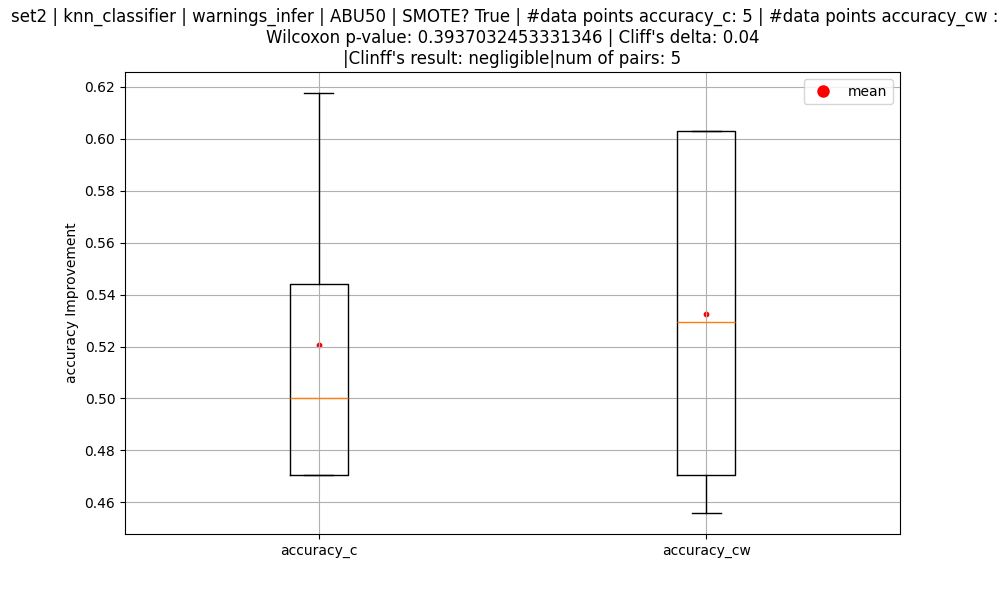 set2 | knn_classifier | warnings_infer | ABU50 | SMOTE? True | #data points accuracy_c: 5 | #data points accuracy_cw :
Wilcoxon p-value: 0.3937032453331346 | Cliff's delta: 0.04
|Clinff's result: negligible|num of pairs: 5
mean
accuracy Improvement
0.62
0.60
0.58
0.56
0.54
0.52
0.50
0.48
0.46
accuracy_c
accuracy_cw